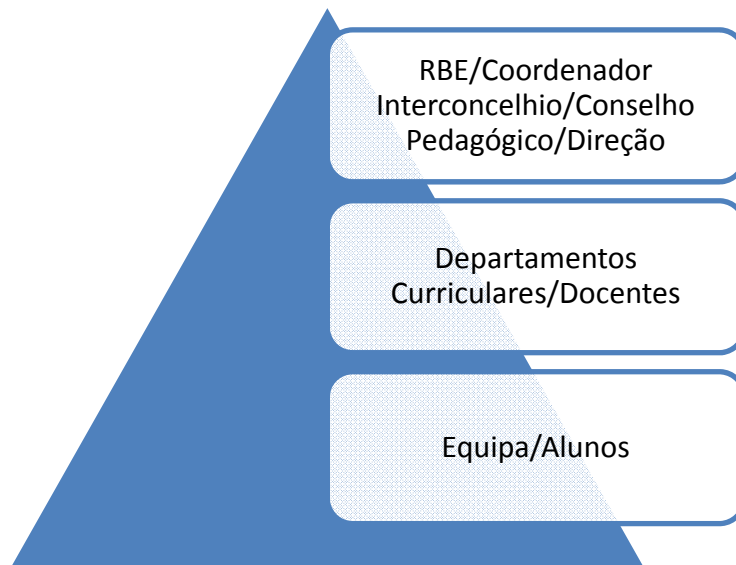 RBE/Coordenador
Interconcelhio/Conselho
Pedagógico/Direção
Departamentos
Curriculares/Docentes
Equipa/Alunos